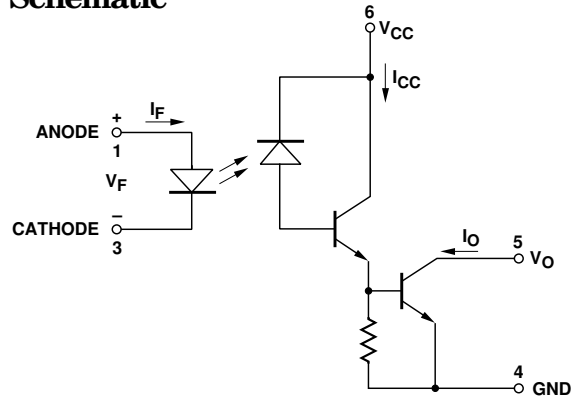 Schematic
6
VCC
ICC
IF
+
ANODE
1
VF
–
CATHODE
3
IO
5
VO
4
GND